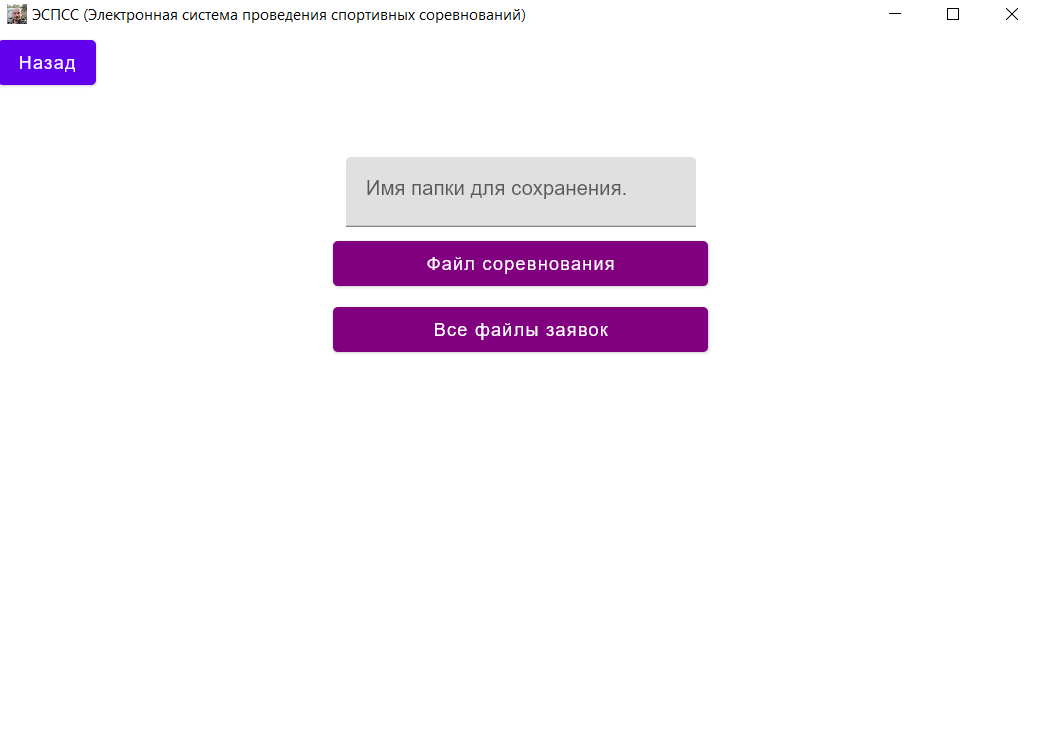 ЭСПСС (Электронная система проведения спортивных соревнований)
Назад
Имя папки для сохранения.
Файл соревнования
Все файлы заявок